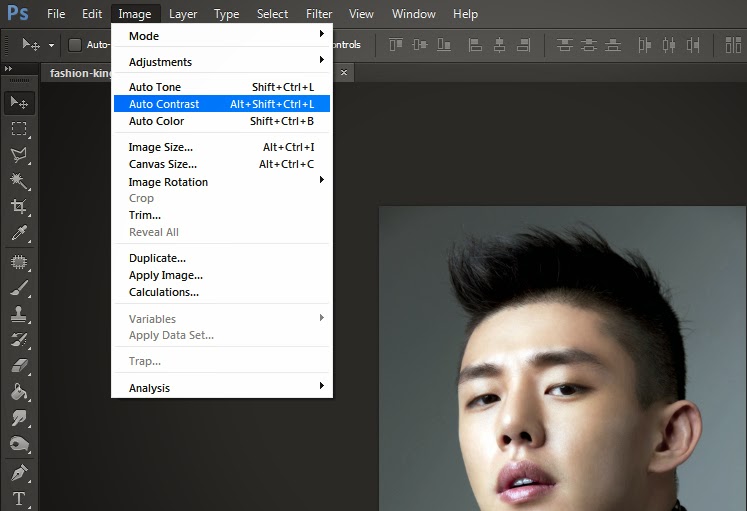 Ps File Edit Image Layer Type Select Filter Extras View Window Help
Auto- ontrols
fashion-king ×
Mode
Adjustments
Auto Tone Shift+Ctrl+L
Auto Contrast Alt+Shift+Ctrl+L
Auto Color Shift+Ctrl+B
Image Size... Alt+Ctrl+I
Canvas Size... Alt+Ctrl+C
Image Rotation
Crop
Trim...
Reveal All
Duplicate...
Apply Image...
Calculations...
Variables
Apply Data Set...
Trap...
Analysis
T